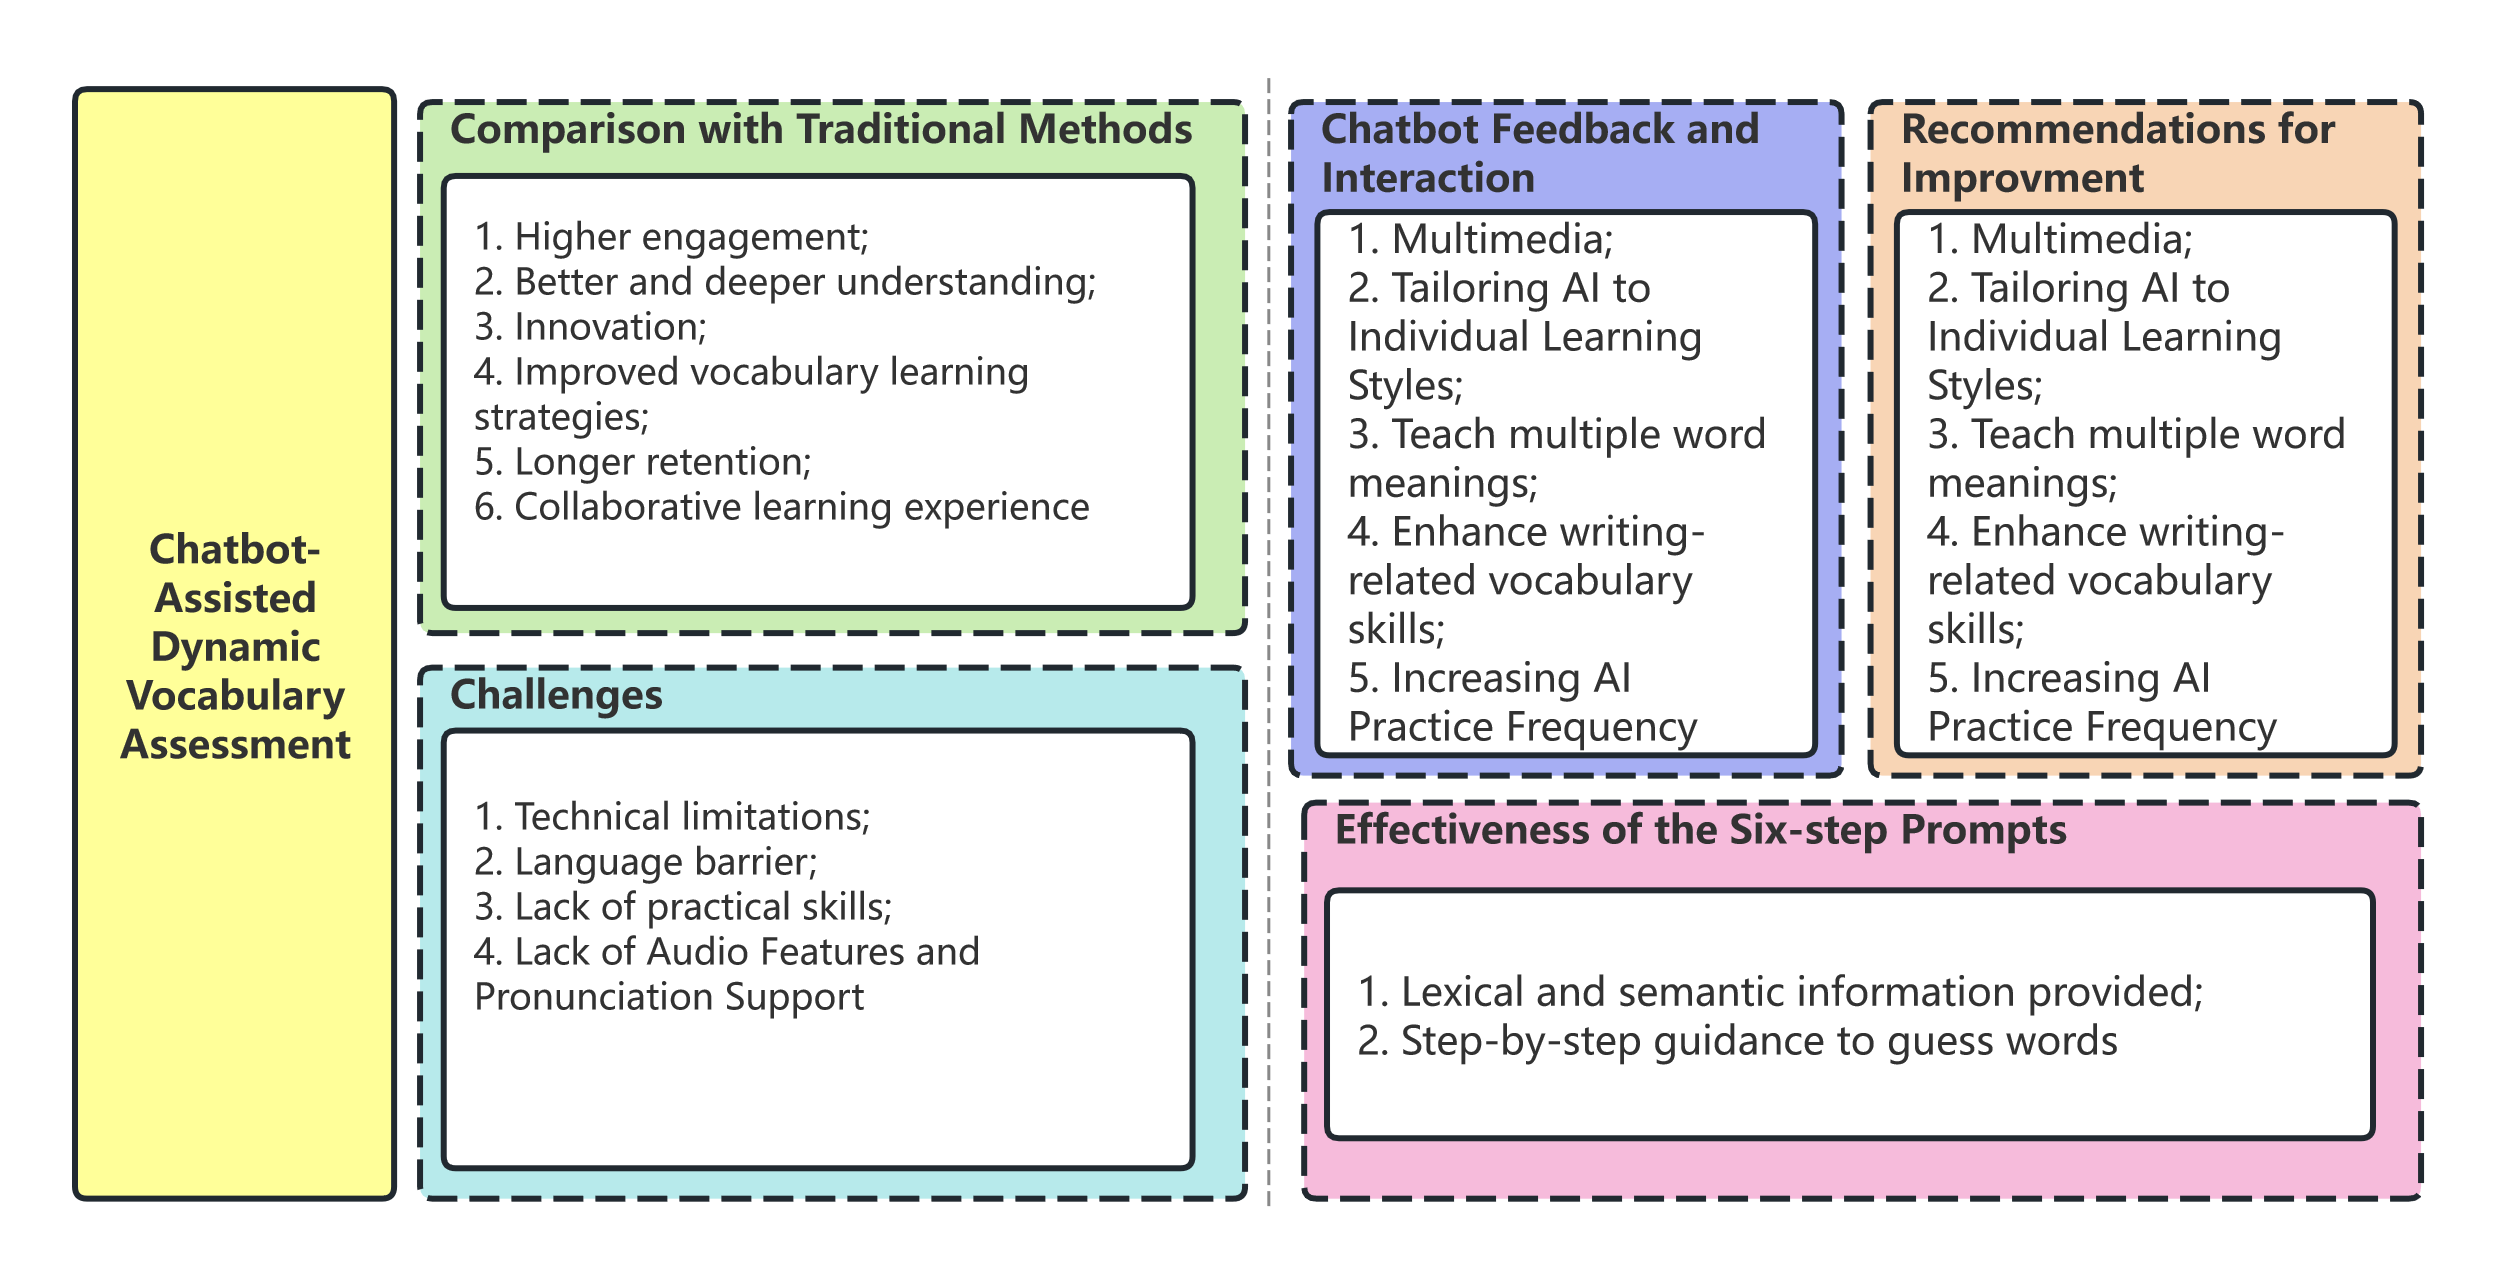 Chatbot-
Assisted
Dynamic
Vocabulary
Assessment
Comparison with Traditional Methods
1. Higher engagement;
2. Better and deeper understanding;
3. Innovation;
4. Improved vocabulary learning
strategies;
5. Longer retention;
6. Collaborative learning experience
Challenges
1. Technical limitations;
2. Language barrier;
3. Lack of practical skills;
4. Lack of Audio Features and
Pronunciation Support
Chatbot Feedback and
Interaction
1. Multimedia;
2. Tailoring AI to
Individual Learning
Styles;
3. Teach multiple word
meanings;
4. Enhance writing-
related vocabulary
skills;
5. Increasing AI
Practice Frequency
Recommendations for
Improvment
1. Multimedia;
2. Tailoring AI to
Individual Learning
Styles;
3. Teach multiple word
meanings;
4. Enhance writing-
related vocabulary
skills;
5. Increasing AI
Practice Frequency
Effectiveness of the Six-step Prompts
1. Lexical and semantic information provided;
2. Step-by-step guidance to guess words